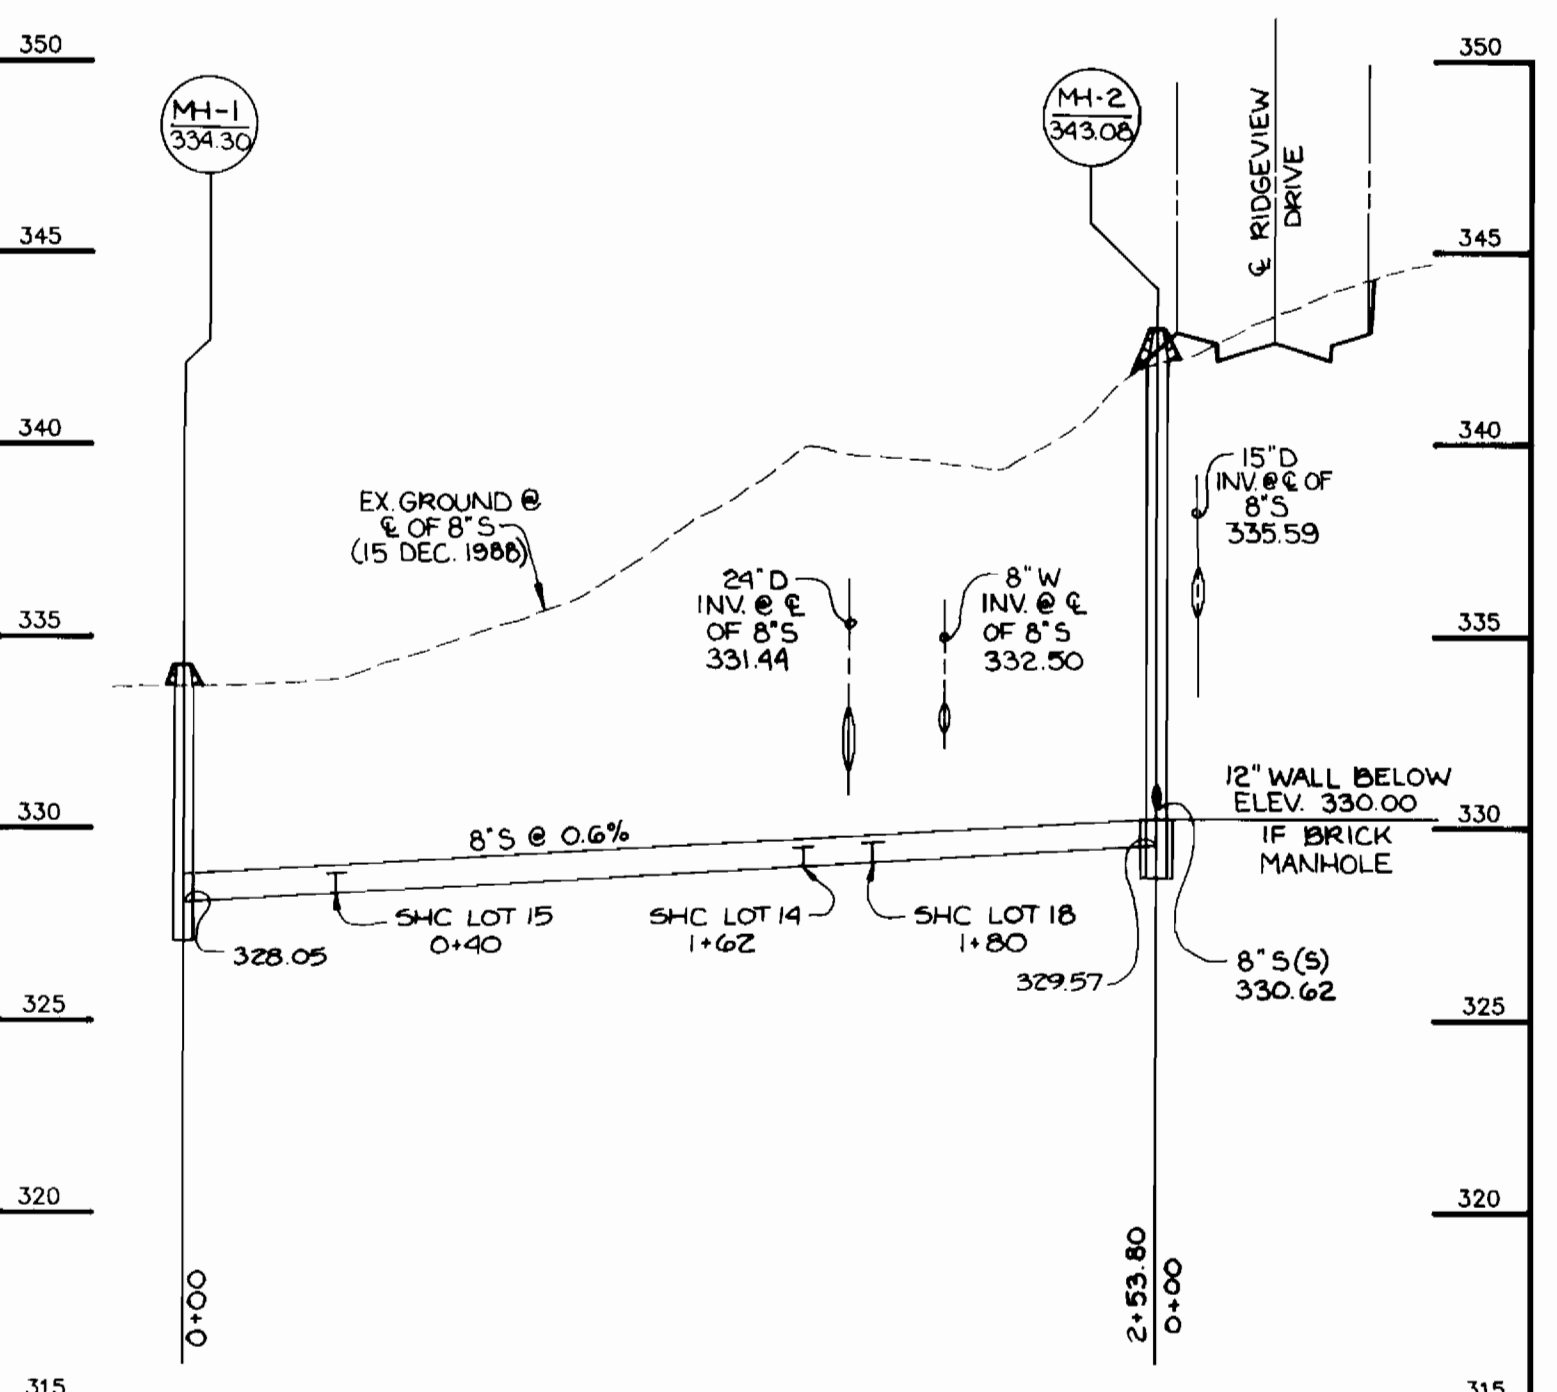 350
345
340
335
330
325
320
315
MH-1
334.30
MH-2
343.08
℄ RIDGEVIEW
DRIVE
350
345
340
335
330
325
320
315
EX. GROUND @
℄ OF 8"S
(15 DEC. 1988)
24"D
INV. @ ℄
OF 8"S
331.44
8"W
INV. @ ℄
OF 8"S
332.50
15"D
INV. @ ℄ OF
8"S
335.59
12" WALL BELOW
ELEV. 330.00
IF BRICK
MANHOLE
8"S @ 0.6%
SHC LOT 15
0+40
SHC LOT 14
1+62
SHC LOT 18
1+80
328.05
329.57
8"S(S)
330.62
0+00
2+53.80
0+00